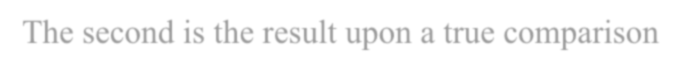 The second is the result upon a true comparison